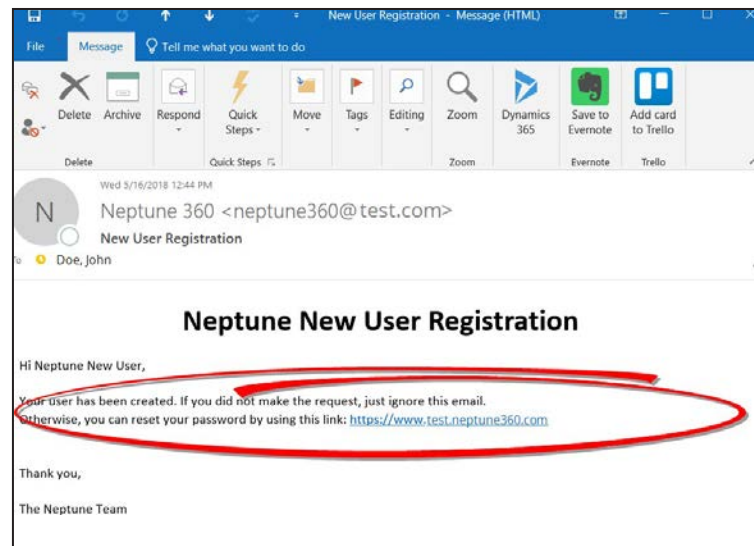 New User Registration - Message (HTML)
File Message Tell me what you want to do
Delete Archive Respond Quick Steps Move Tags Editing Zoom Dynamics 365 Save to Evernote Add card to Trello
Delete Quick Steps Zoom Evernote Trello
Wed 5/16/2018 12:44 PM
N
Neptune 360 <neptune360@test.com>
New User Registration
To Doe, John
Neptune New User Registration
Hi Neptune New User,
Your user has been created. If you did not make the request, just ignore this email.
Otherwise, you can reset your password by using this link: https://www.test.neptune360.com
Thank you,
The Neptune Team